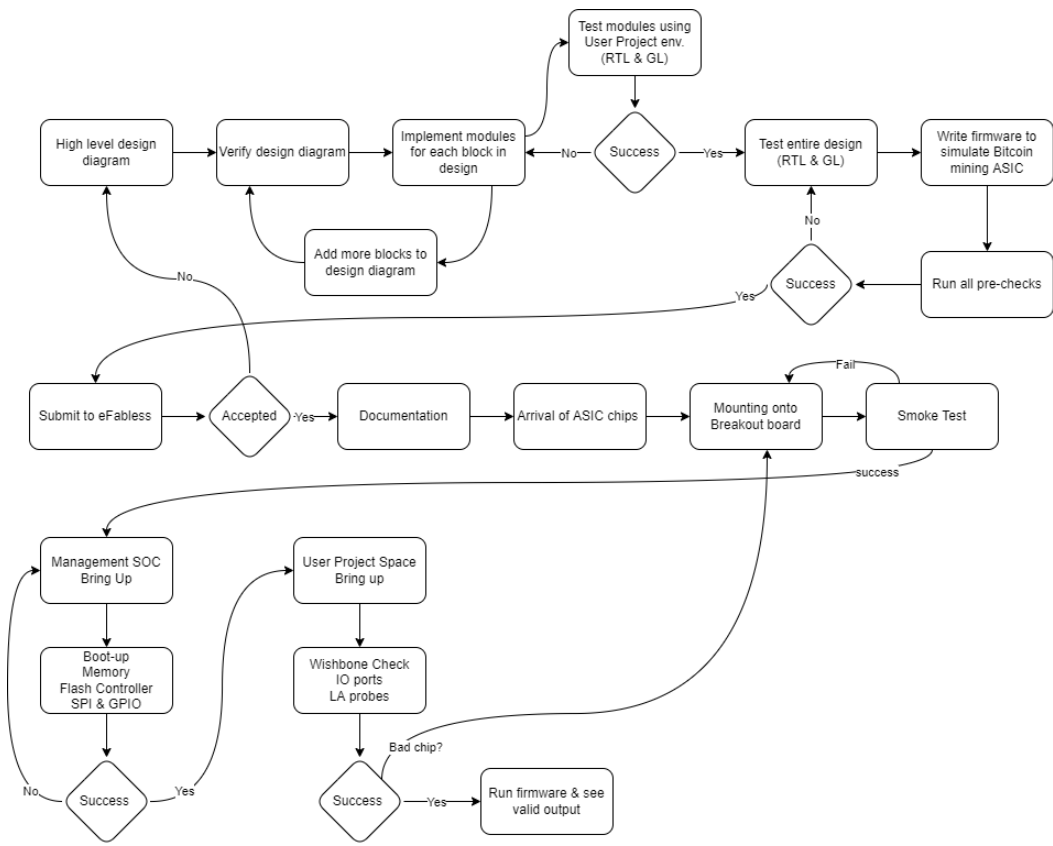 Test modules using
User Project env.
(RTL & GL)
High level design
diagram
Verify design diagram
Implement modules
for each block in
design
No
Success
Yes
Test entire design
(RTL & GL)
Write firmware to
simulate Bitcoin
mining ASIC
Add more blocks to
design diagram
No
No
Success
Run all pre-checks
Yes
Submit to eFabless
Accepted
Yes
Documentation
Arrival of ASIC chips
Mounting onto
Breakout board
Fail
Smoke Test
success
Management SOC
Bring Up
User Project Space
Bring up
Boot-up
Memory
Flash Controller
SPI & GPIO
Wishbone Check
IO ports
LA probes
Bad chip?
No
Success
Yes
Success
Yes
Run firmware & see
valid output